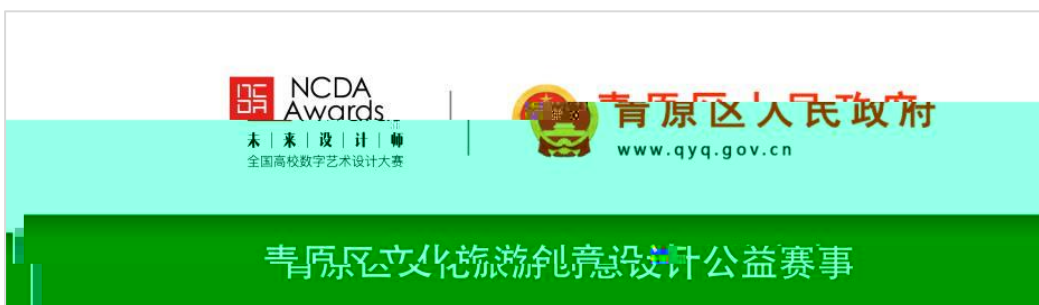 NCDA
Awards
未|来|设|计|师
全国高校数字艺术设计大赛
青原区人民政府
www.qyq.gov.cn
青原区文化旅游创意设计公益赛事